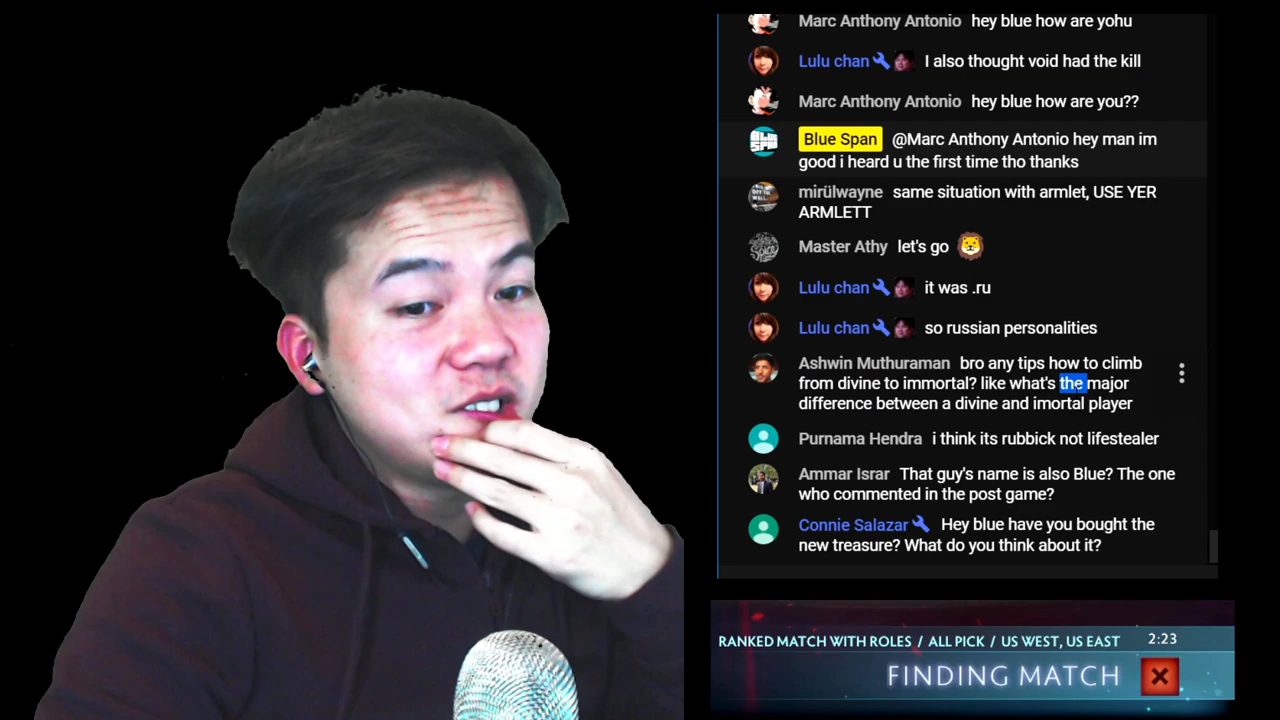 Marc Anthony Antonio hey blue how are yohu
Lulu chan I also thought void had the kill
Marc Anthony Antonio hey blue how are you??
Blue Span @Marc Anthony Antonio hey man im
good i heard u the first time tho thanks
mirülwayne same situation with armlet, USE YER
ARMLETT
Master Athy let's go 🦁
Lulu chan it was .ru
Lulu chan so russian personalities
Ashwin Muthuraman bro any tips how to climb
from divine to immortal? like what's the major
difference between a divine and imortal player
Purnama Hendra i think its rubbick not lifestealer
Ammar Israr That guy's name is also Blue? The one
who commented in the post game?
Connie Salazar Hey blue have you bought the
new treasure? What do you think about it?
RANKED MATCH WITH ROLES / ALL PICK / US WEST, US EAST 2:23
FINDING MATCH